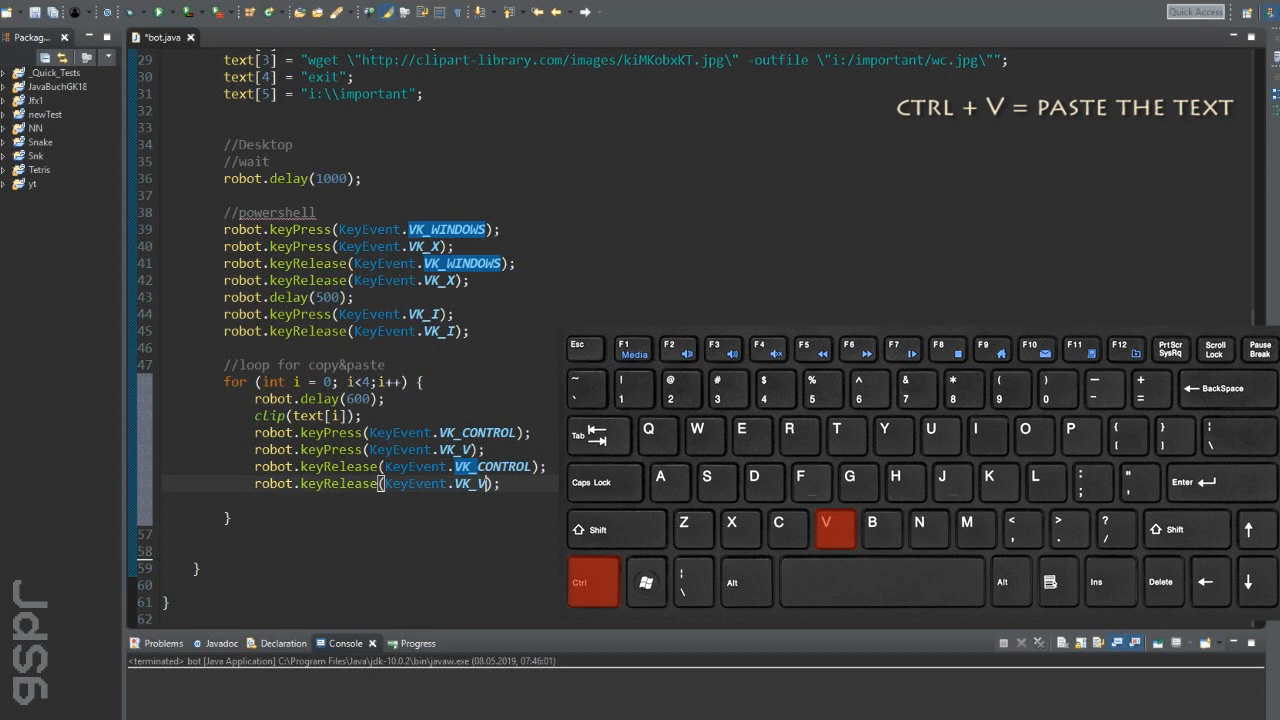 Quick Access
Packag...
*bot.java
_Quick_Tests
JavaBuchGK18
Jfx1
newTest
NN
Snake
Snk
Tetris
yt
29 text[3] = "wget \"http://clipart-library.com/images/kiMKobxKT.jpg\" -outfile \"i:/important/wc.jpg\"";
30 text[4] = "exit";
31 text[5] = "i:\\important";
32
33
34 //Desktop
35 //wait
36 robot.delay(1000);
37
38 //powershell
39 robot.keyPress(KeyEvent.VK_WINDOWS);
40 robot.keyPress(KeyEvent.VK_X);
41 robot.keyRelease(KeyEvent.VK_WINDOWS);
42 robot.keyRelease(KeyEvent.VK_X);
43 robot.delay(500);
44 robot.keyPress(KeyEvent.VK_I);
45 robot.keyRelease(KeyEvent.VK_I);
46
47 //loop for copy&paste
for (int i = 0; i<4;i++) {
robot.delay(600);
clip(text[i]);
robot.keyPress(KeyEvent.VK_CONTROL);
robot.keyPress(KeyEvent.VK_V);
robot.keyRelease(KeyEvent.VK_CONTROL);
robot.keyRelease(KeyEvent.VK_V);
}
57
58
59 }
60
61 }
62
CTRL + V = PASTE THE TEXT
Esc F1 Media F2 F3 F4 F5 F6 F7 F8 F9 F10 F11 F12 PrtScr SysRq Scroll Lock Pause Break
~ ` ! 1 @ 2 # 3 $ 4 % 5 ^ 6 & 7 * 8 ( 9 ) 0 — - + = BackSpace
Tab Q W E R T Y U I O P { [ } ] | \
Caps Lock A S D F G H J K L : ; " ' Enter
Shift Z X C V B N M < , > . ? / Shift
Ctrl | \ Alt Alt Ins Delete
JaPSG
Problems Javadoc Declaration Console Progress
<terminated> bot [Java Application] C:\Program Files\Java\jdk-10.0.2\bin\javaw.exe (08.05.2019, 07:46:01)